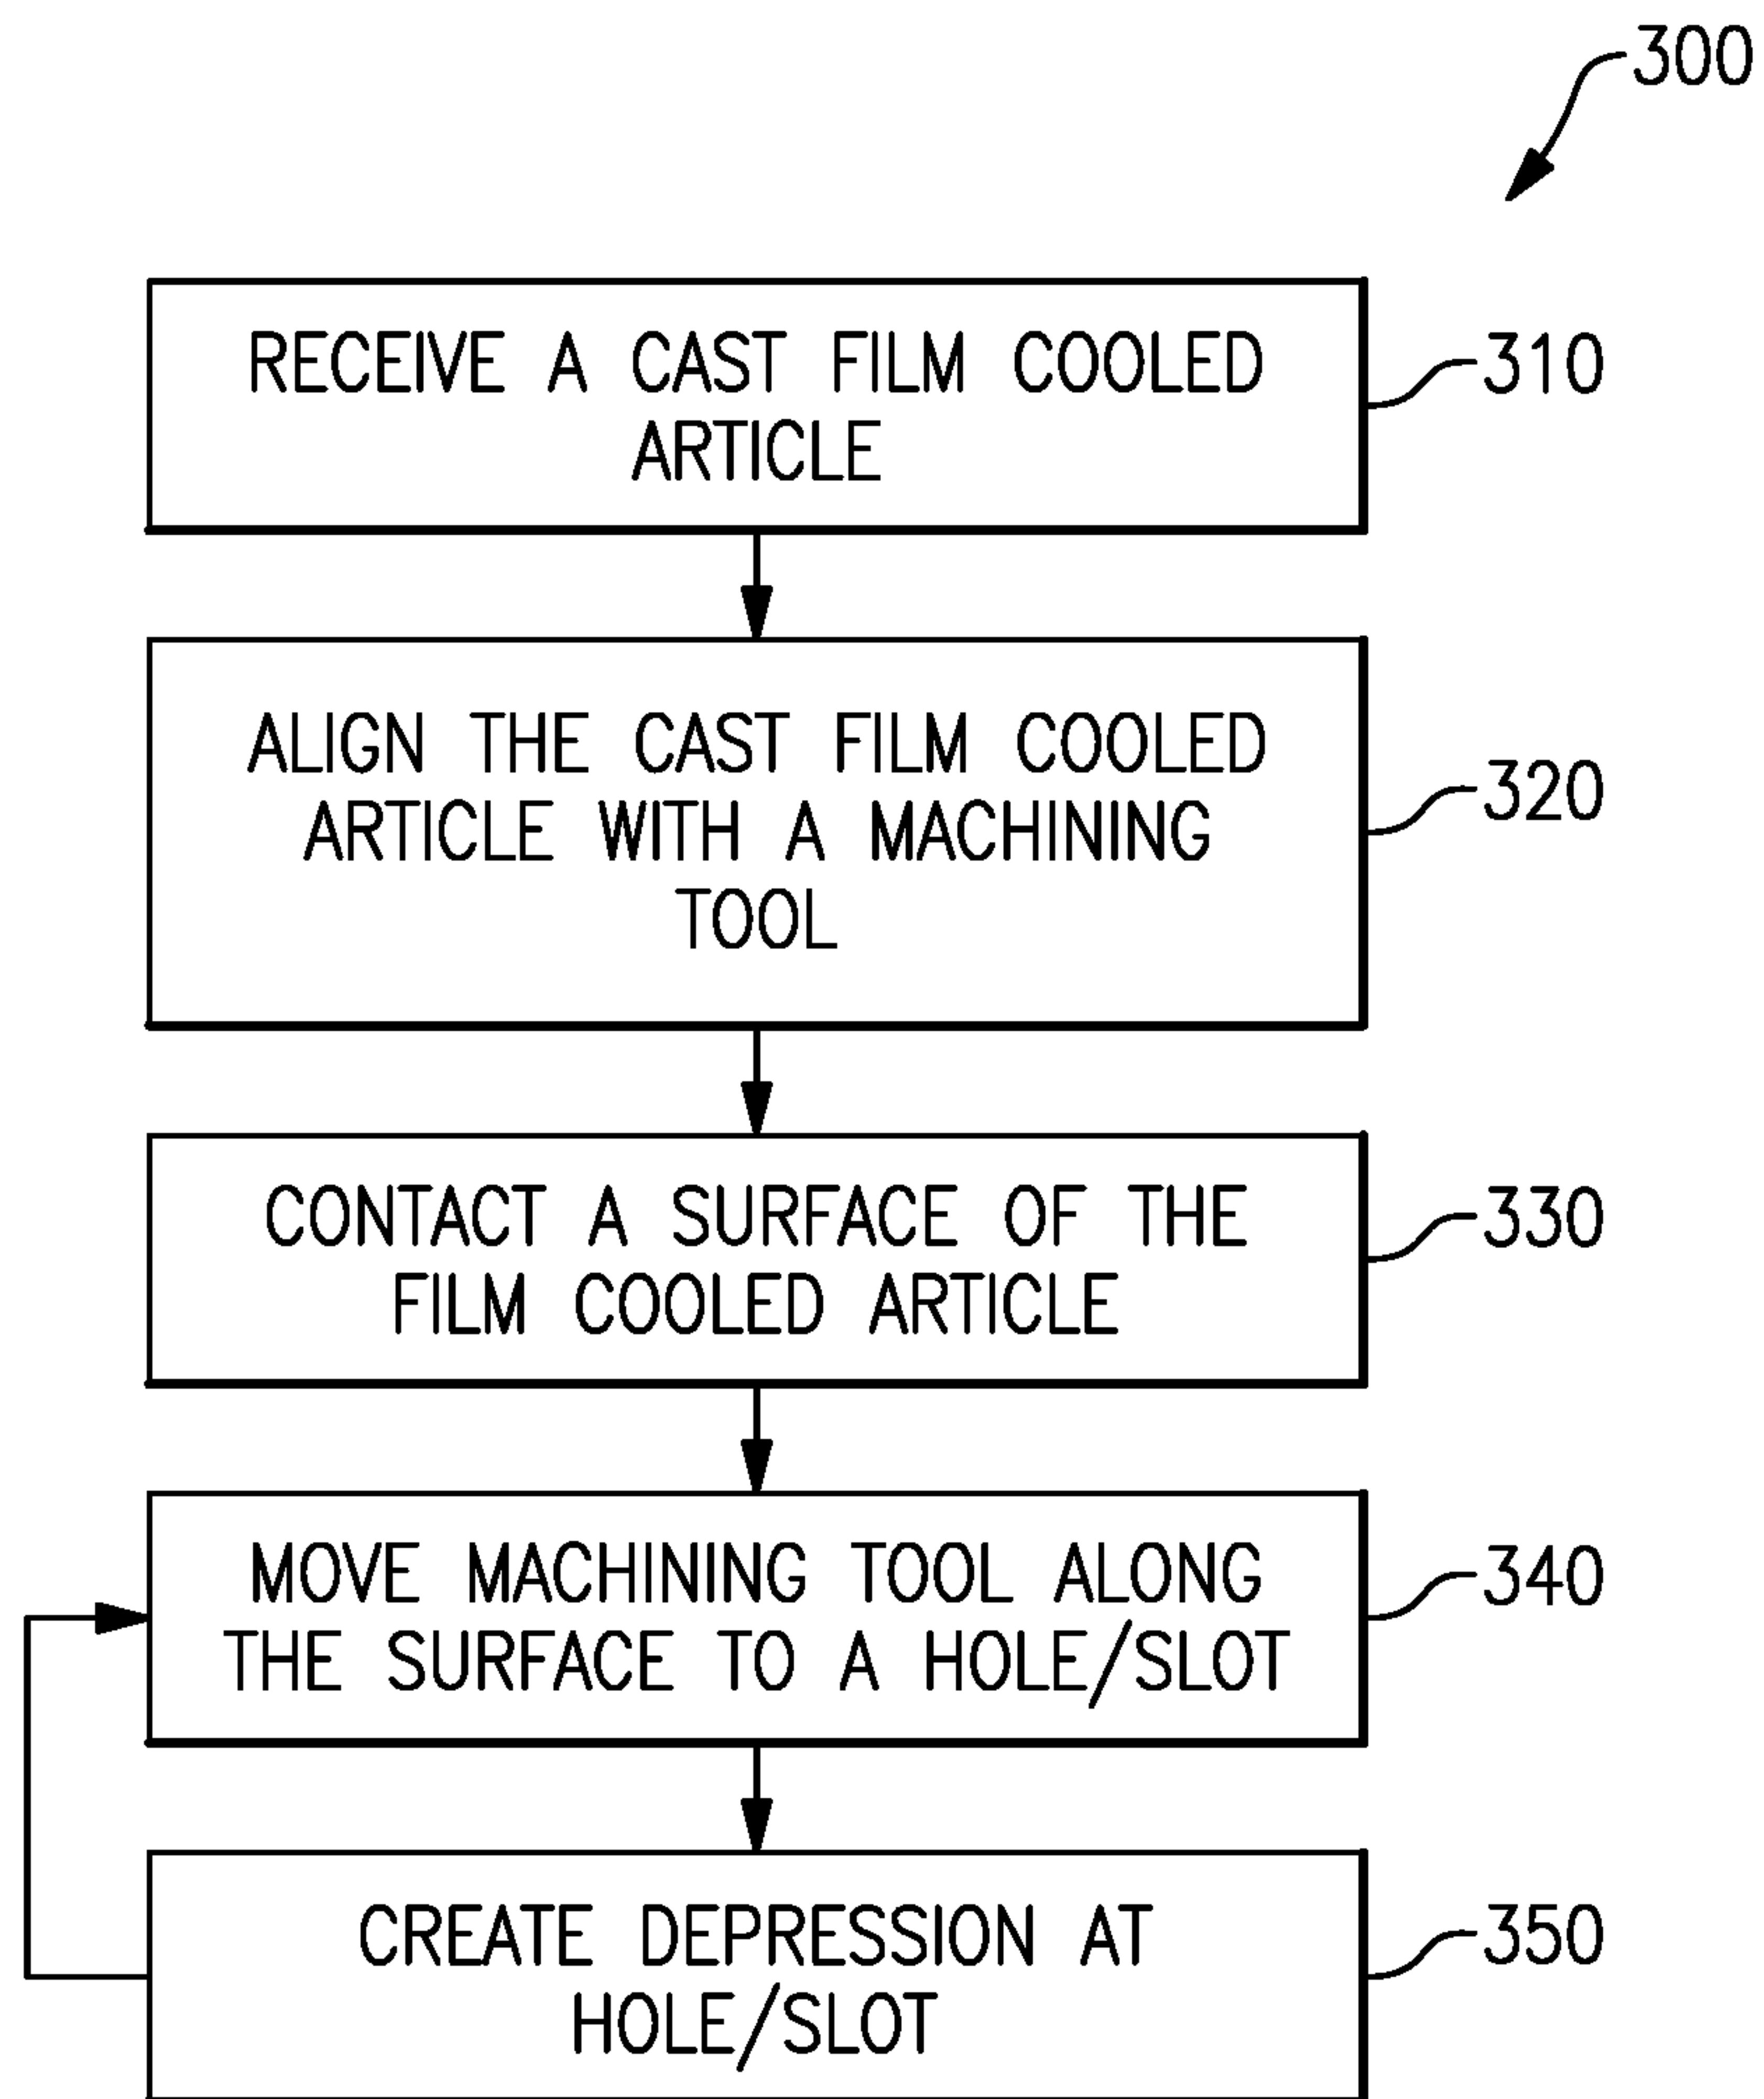 300
RECEIVE A CAST FILM COOLED
ARTICLE
310
ALIGN THE CAST FILM COOLED
ARTICLE WITH A MACHINING
TOOL
320
CONTACT A SURFACE OF THE
FILM COOLED ARTICLE
330
MOVE MACHINING TOOL ALONG
THE SURFACE TO A HOLE/SLOT
340
CREATE DEPRESSION AT
HOLE/SLOT
350